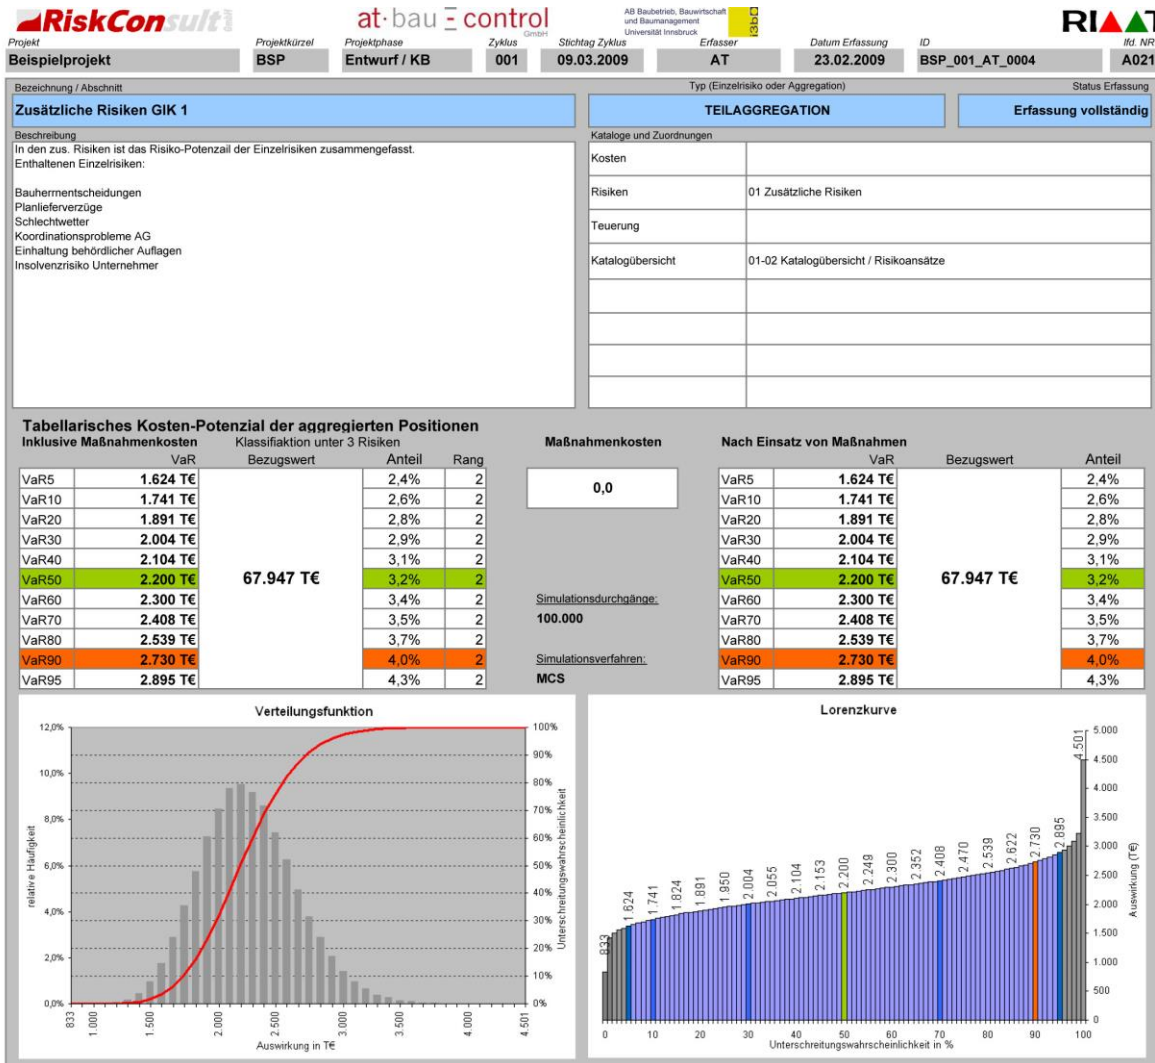 RiskConsult
at·bau control
GmbH
AB Baubetrieb, Bauwirtschaft
und Baumanagement
Universität Innsbruck
i3bo
RIAAT
Projekt Projektkürzel Projektphase Zyklus Stichtag Zyklus Erfasser Datum Erfassung ID lfd. NR
Beispielprojekt BSP Entwurf / KB 001 09.03.2009 AT 23.02.2009 BSP_001_AT_0004 A021
Bezeichnung / Abschnitt Typ (Einzelrisiko oder Aggregation) Status Erfassung
Zusätzliche Risiken GIK 1 TEILAGGREGATION Erfassung vollständig
Beschreibung
In den zus. Risiken ist das Risiko-Potenzail der Einzelrisiken zusammengefasst.
Enthaltenen Einzelrisiken:
Bauherrnentscheidungen
Planlieferverzüge
Schlechtwetter
Koordinationsprobleme AG
Einhaltung behördlicher Auflagen
Insolvenzrisiko Unternehmer
Kataloge und Zuordnungen
Kosten
Risiken 01 Zusätzliche Risiken
Teuerung
Katalogübersicht 01-02 Katalogübersicht / Risikoansätze
Tabellarisches Kosten-Potenzial der aggregierten Positionen
Inklusive Maßnahmenkosten Klassifiaktion unter 3 Risiken
VaR Bezugswert Anteil Rang
VaR5 1.624 T€ 2,4% 2
VaR10 1.741 T€ 2,6% 2
VaR20 1.891 T€ 2,8% 2
VaR30 2.004 T€ 2,9% 2
VaR40 2.104 T€ 3,1% 2
VaR50 2.200 T€ 67.947 T€ 3,2% 2
VaR60 2.300 T€ 3,4% 2
VaR70 2.408 T€ 3,5% 2
VaR80 2.539 T€ 3,7% 2
VaR90 2.730 T€ 4,0% 2
VaR95 2.895 T€ 4,3% 2
Maßnahmenkosten
0,0
Simulationsdurchgänge:
100.000
Simulationsverfahren:
MCS
Nach Einsatz von Maßnahmen
VaR Bezugswert Anteil
VaR5 1.624 T€ 2,4%
VaR10 1.741 T€ 2,6%
VaR20 1.891 T€ 2,8%
VaR30 2.004 T€ 2,9%
VaR40 2.104 T€ 3,1%
VaR50 2.200 T€ 67.947 T€ 3,2%
VaR60 2.300 T€ 3,4%
VaR70 2.408 T€ 3,5%
VaR80 2.539 T€ 3,7%
VaR90 2.730 T€ 4,0%
VaR95 2.895 T€ 4,3%
Verteilungsfunktion
12,0%
10,0%
8,0%
6,0%
4,0%
2,0%
0,0%
relative Häufigkeit
100%
90%
80%
70%
60%
50%
40%
30%
20%
10%
0%
Unterschreitungswahrscheinlichkeit
833 1.000 1.500 2.000 2.500 3.000 3.500 4.000 4.501
Auswirkung in T€
Lorenzkurve
833 1.624 1.741 1.824 1.891 1.950 2.004 2.055 2.104 2.153 2.200 2.249 2.300 2.352 2.408 2.470 2.539 2.622 2.730 2.895 4.501
5.000
4.500
4.000
3.500
3.000
2.500
2.000
1.500
1.000
500
0
Auswirkung (T€)
0 10 20 30 40 50 60 70 80 90 100
Unterschreitungswahrscheinlichkeit in %